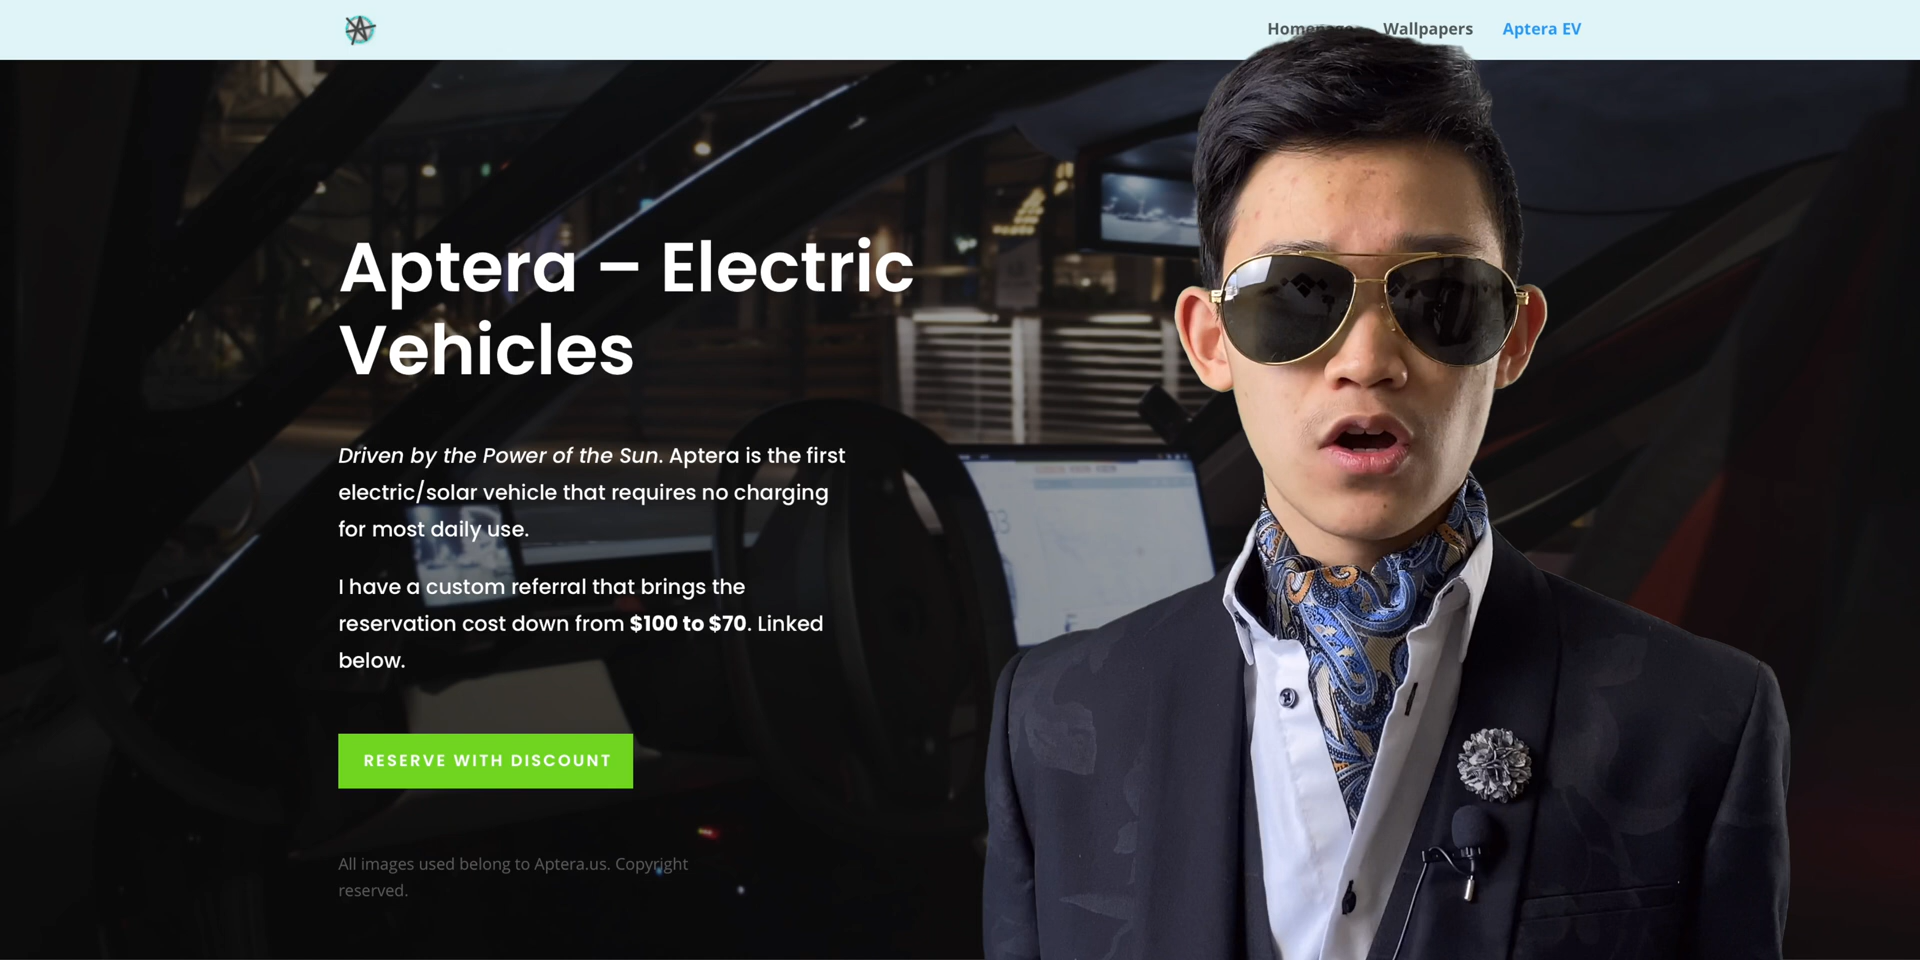 Homepage
Wallpapers
Aptera EV
Aptera – Electric
Vehicles
Driven by the Power of the Sun. Aptera is the first
electric/solar vehicle that requires no charging
for most daily use.
I have a custom referral that brings the
reservation cost down from $100 to $70. Linked
below.
RESERVE WITH DISCOUNT
All images used belong to Aptera.us. Copyright
reserved.